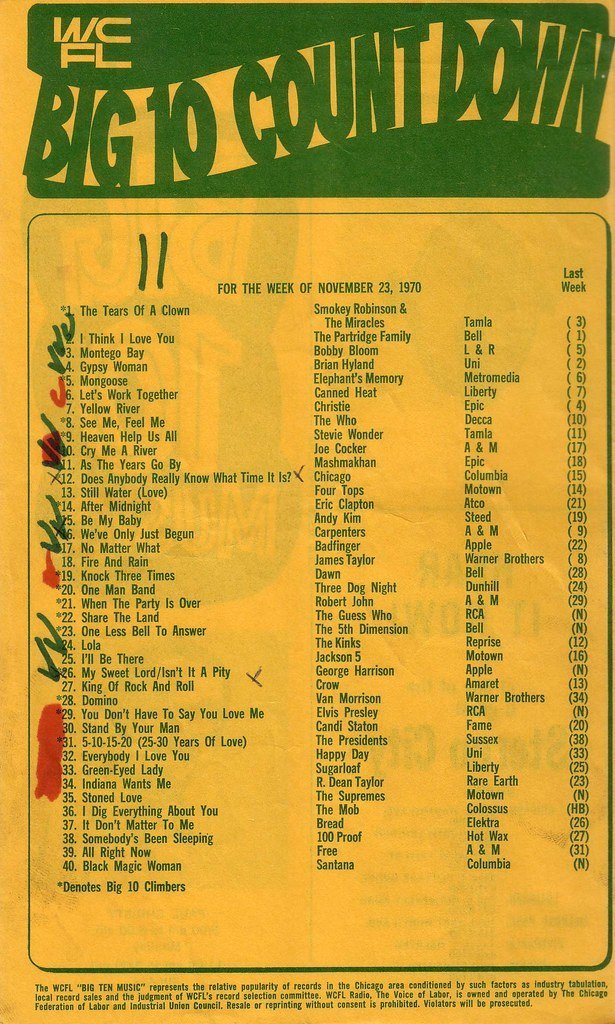 WCFL
BIG 10 COUNT DOWN
11
FOR THE WEEK OF NOVEMBER 23, 1970 Last Week
*1. The Tears Of A Clown Smokey Robinson &
The Miracles Tamla ( 3)
2. I Think I Love You The Partridge Family Bell ( 1)
*3. Montego Bay Bobby Bloom L & R ( 5)
4. Gypsy Woman Brian Hyland Uni ( 2)
*5. Mongoose Elephant's Memory Metromedia ( 6)
*6. Let's Work Together Canned Heat Liberty ( 7)
7. Yellow River Christie Epic ( 4)
*8. See Me, Feel Me The Who Decca (10)
*9. Heaven Help Us All Stevie Wonder Tamla (11)
*10. Cry Me A River Joe Cocker A & M (17)
*11. As The Years Go By Mashmakhan Epic (18)
*12. Does Anybody Really Know What Time It Is? Chicago Columbia (15)
13. Still Water (Love) Four Tops Motown (14)
*14. After Midnight Eric Clapton Atco (21)
*15. Be My Baby Andy Kim Steed (19)
16. We've Only Just Begun Carpenters A & M ( 9)
*17. No Matter What Badfinger Apple (22)
18. Fire And Rain James Taylor Warner Brothers ( 8)
*19. Knock Three Times Dawn Bell (28)
*20. One Man Band Three Dog Night Dunhill (24)
*21. When The Party Is Over Robert John A & M (29)
*22. Share The Land The Guess Who RCA (N)
*23. One Less Bell To Answer The 5th Dimension Bell (N)
24. Lola The Kinks Reprise (12)
25. I'll Be There Jackson 5 Motown (16)
*26. My Sweet Lord/Isn't It A Pity George Harrison Apple (N)
27. King Of Rock And Roll Crow Amaret (13)
*28. Domino Van Morrison Warner Brothers (34)
*29. You Don't Have To Say You Love Me Elvis Presley RCA (N)
30. Stand By Your Man Candi Staton Fame (20)
*31. 5-10-15-20 (25-30 Years Of Love) The Presidents Sussex (38)
32. Everybody I Love You Happy Day Uni (33)
33. Green-Eyed Lady Sugarloaf Liberty (25)
34. Indiana Wants Me R. Dean Taylor Rare Earth (23)
35. Stoned Love The Supremes Motown (N)
36. I Dig Everything About You The Mob Colossus (HB)
37. It Don't Matter To Me Bread Elektra (26)
38. Somebody's Been Sleeping 100 Proof Hot Wax (27)
39. All Right Now Free A & M (31)
40. Black Magic Woman Santana Columbia (N)
*Denotes Big 10 Climbers
The WCFL "BIG TEN MUSIC" represents the relative popularity of records in the Chicago area conditioned by such factors as industry tabulation,
local record sales and the judgment of WCFL's record selection committee. WCFL Radio, The Voice of Labor, is owned and operated by The Chicago
Federation of Labor and Industrial Union Council. Resale or reprinting without consent is prohibited. Violators will be prosecuted.